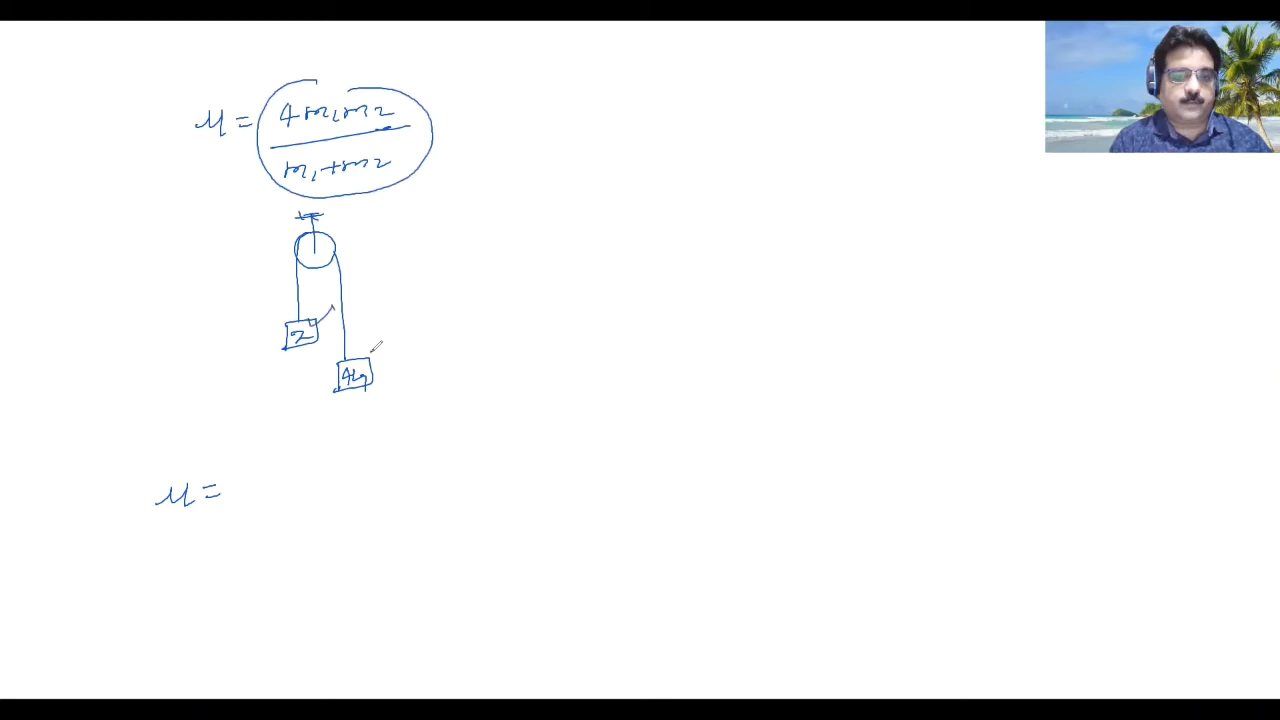 μ = 4m1m2
m1+m2
2
4kg
μ =